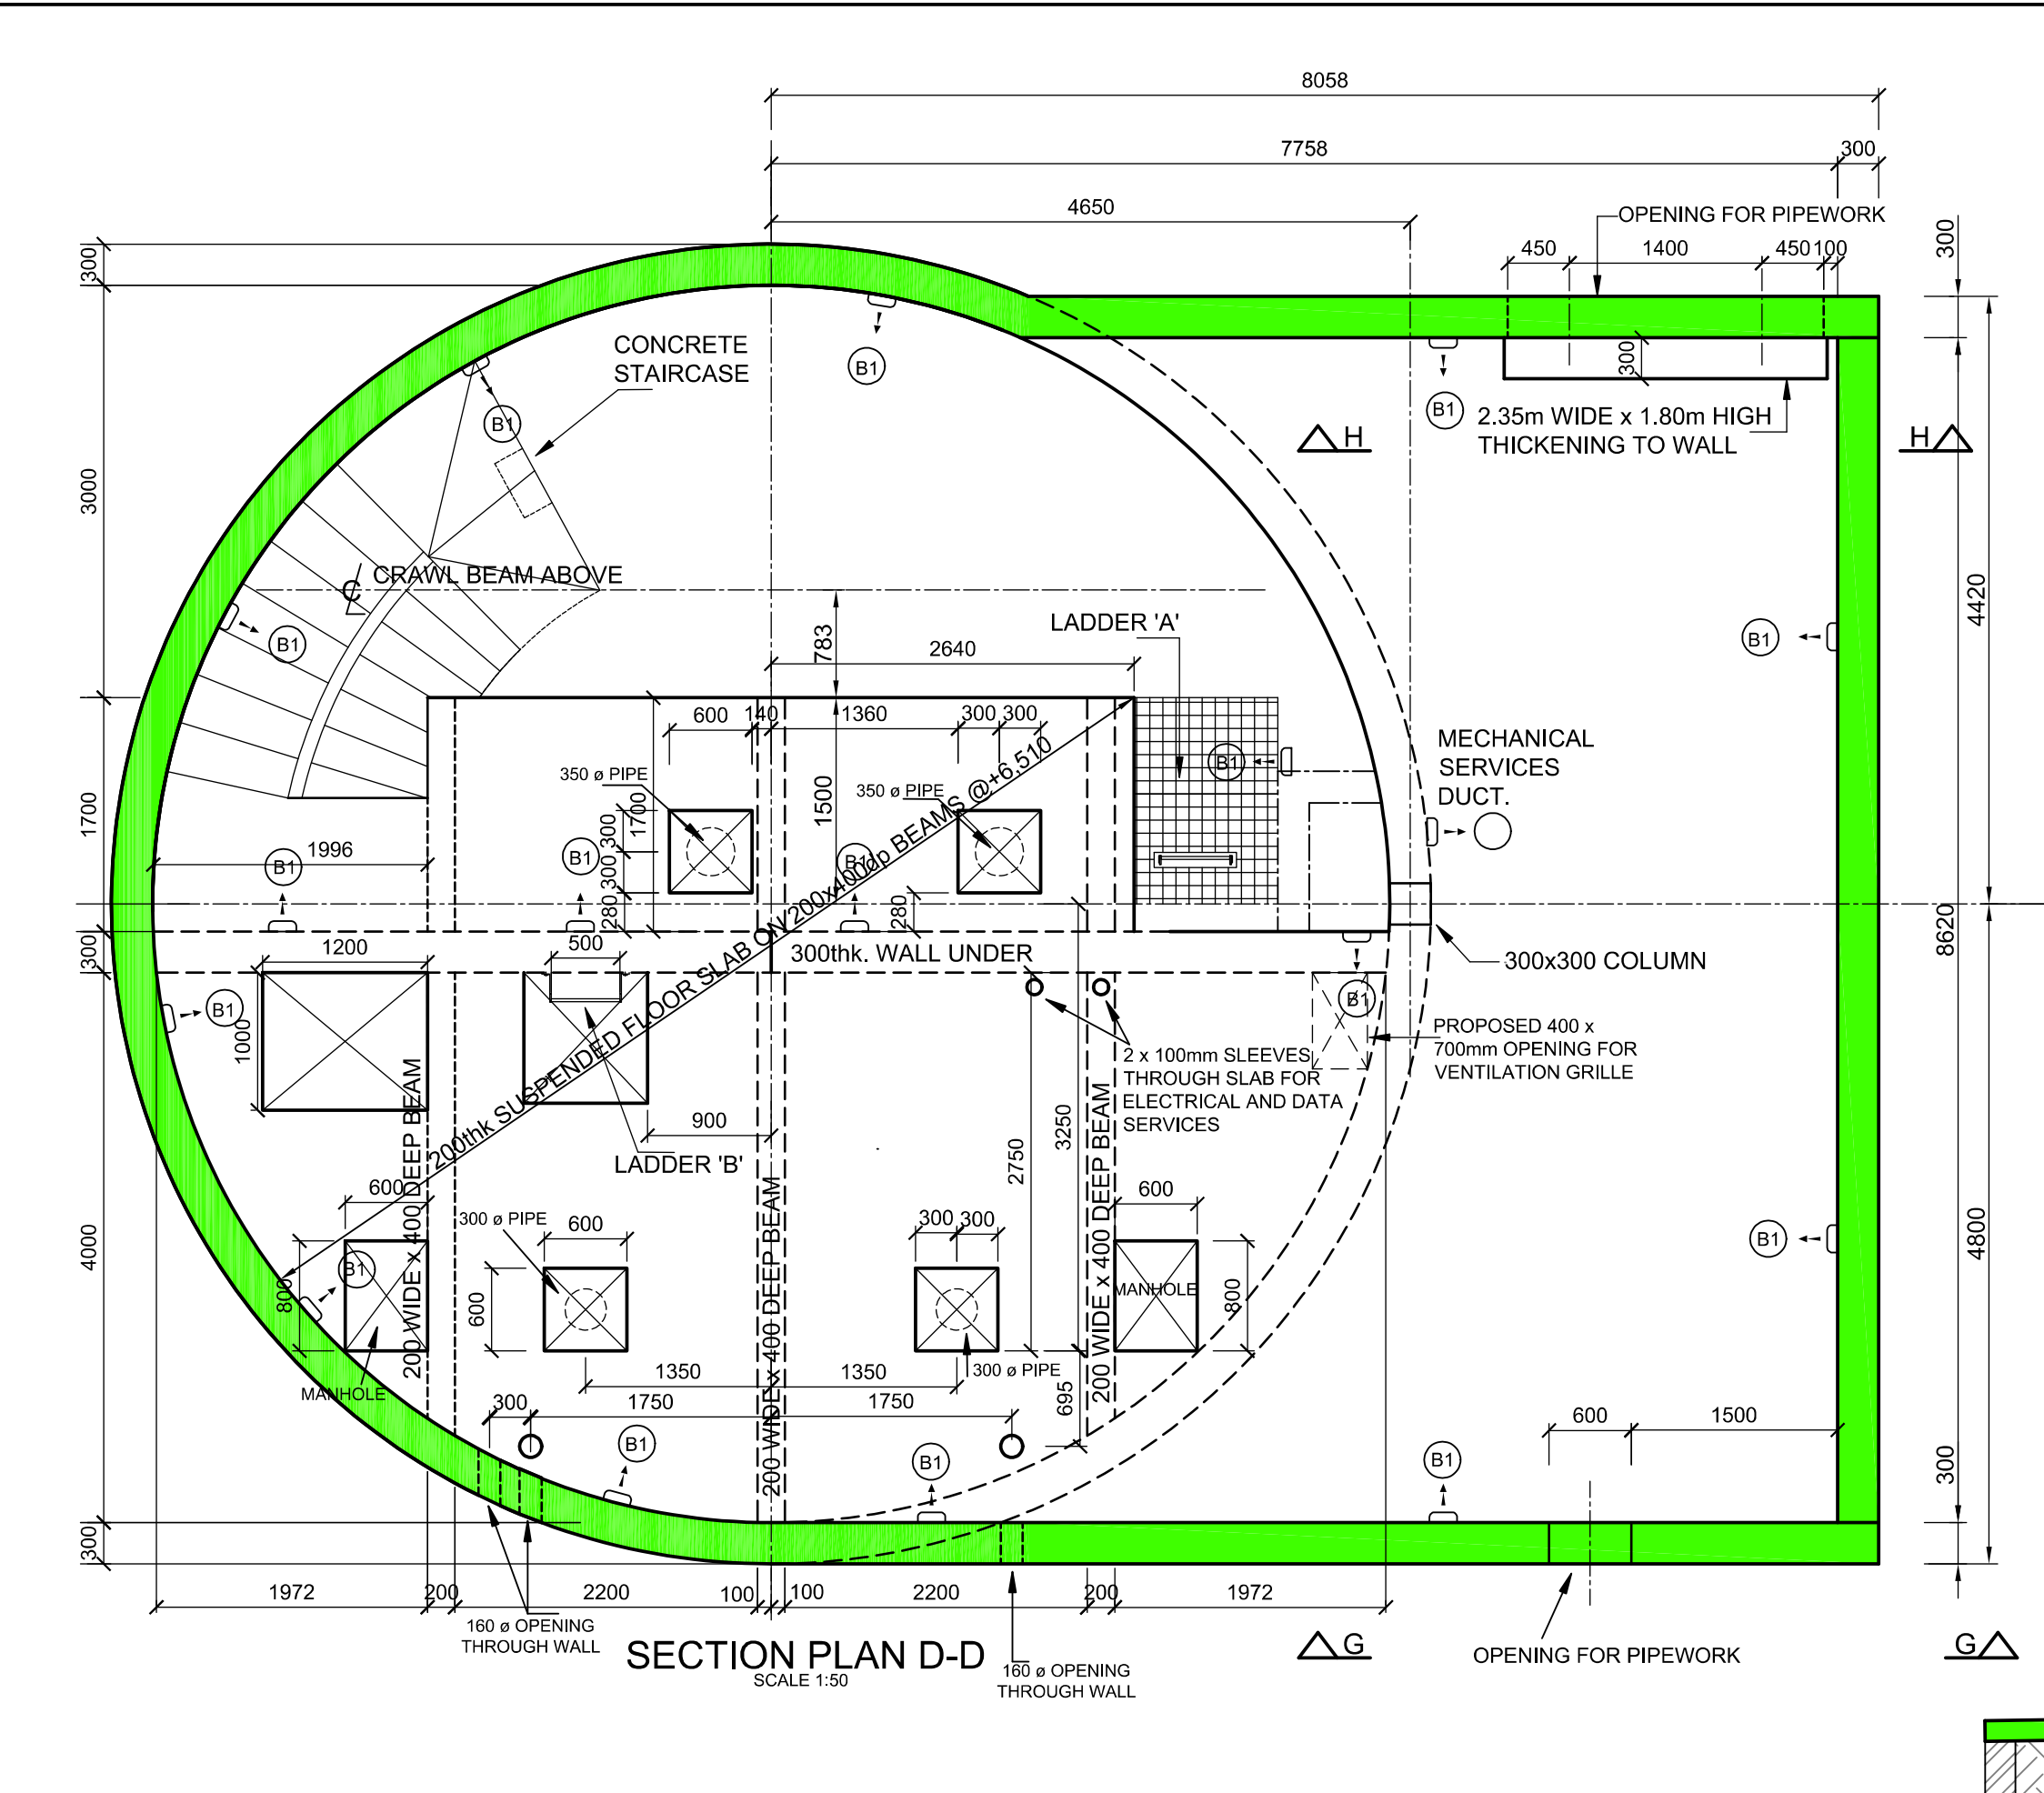 8058
7758
300
4650
OPENING FOR PIPEWORK
450
1400
450
100
300
300
300
CONCRETE
STAIRCASE
B1
B1
B1
2.35m WIDE x 1.80m HIGH
THICKENING TO WALL
H
H
3000
CRAWL BEAM ABOVE
4420
B1
783
LADDER 'A'
2640
B1
600
140
1360
300
300
MECHANICAL
SERVICES
DUCT.
B1
350 ø PIPE
350 ø PIPE
1700
1700
1500
300
300
280
280
1996
B1
B1
B1
200thk SUSPENDED FLOOR SLAB ON 200x400dp BEAMS @+6,510
8620
300
1200
500
300thk. WALL UNDER
300x300 COLUMN
B1
B1
1000
PROPOSED 400 x
700mm OPENING FOR
VENTILATION GRILLE
2 x 100mm SLEEVES
THROUGH SLAB FOR
ELECTRICAL AND DATA
SERVICES
900
LADDER 'B'
3250
2750
600
600
300 ø PIPE
600
300
300
200 WIDE x 400 DEEP BEAM
200 WIDE x 400 DEEP BEAM
200 WIDE x 400 DEEP BEAM
4000
4800
B1
B1
800
600
MANHOLE
800
1350
1350
300 ø PIPE
MANHOLE
300
1750
1750
695
600
1500
B1
B1
B1
300
300
1972
200
2200
100
100
2200
200
1972
160 ø OPENING
THROUGH WALL
SECTION PLAN D-D
SCALE 1:50
160 ø OPENING
THROUGH WALL
G
OPENING FOR PIPEWORK
G